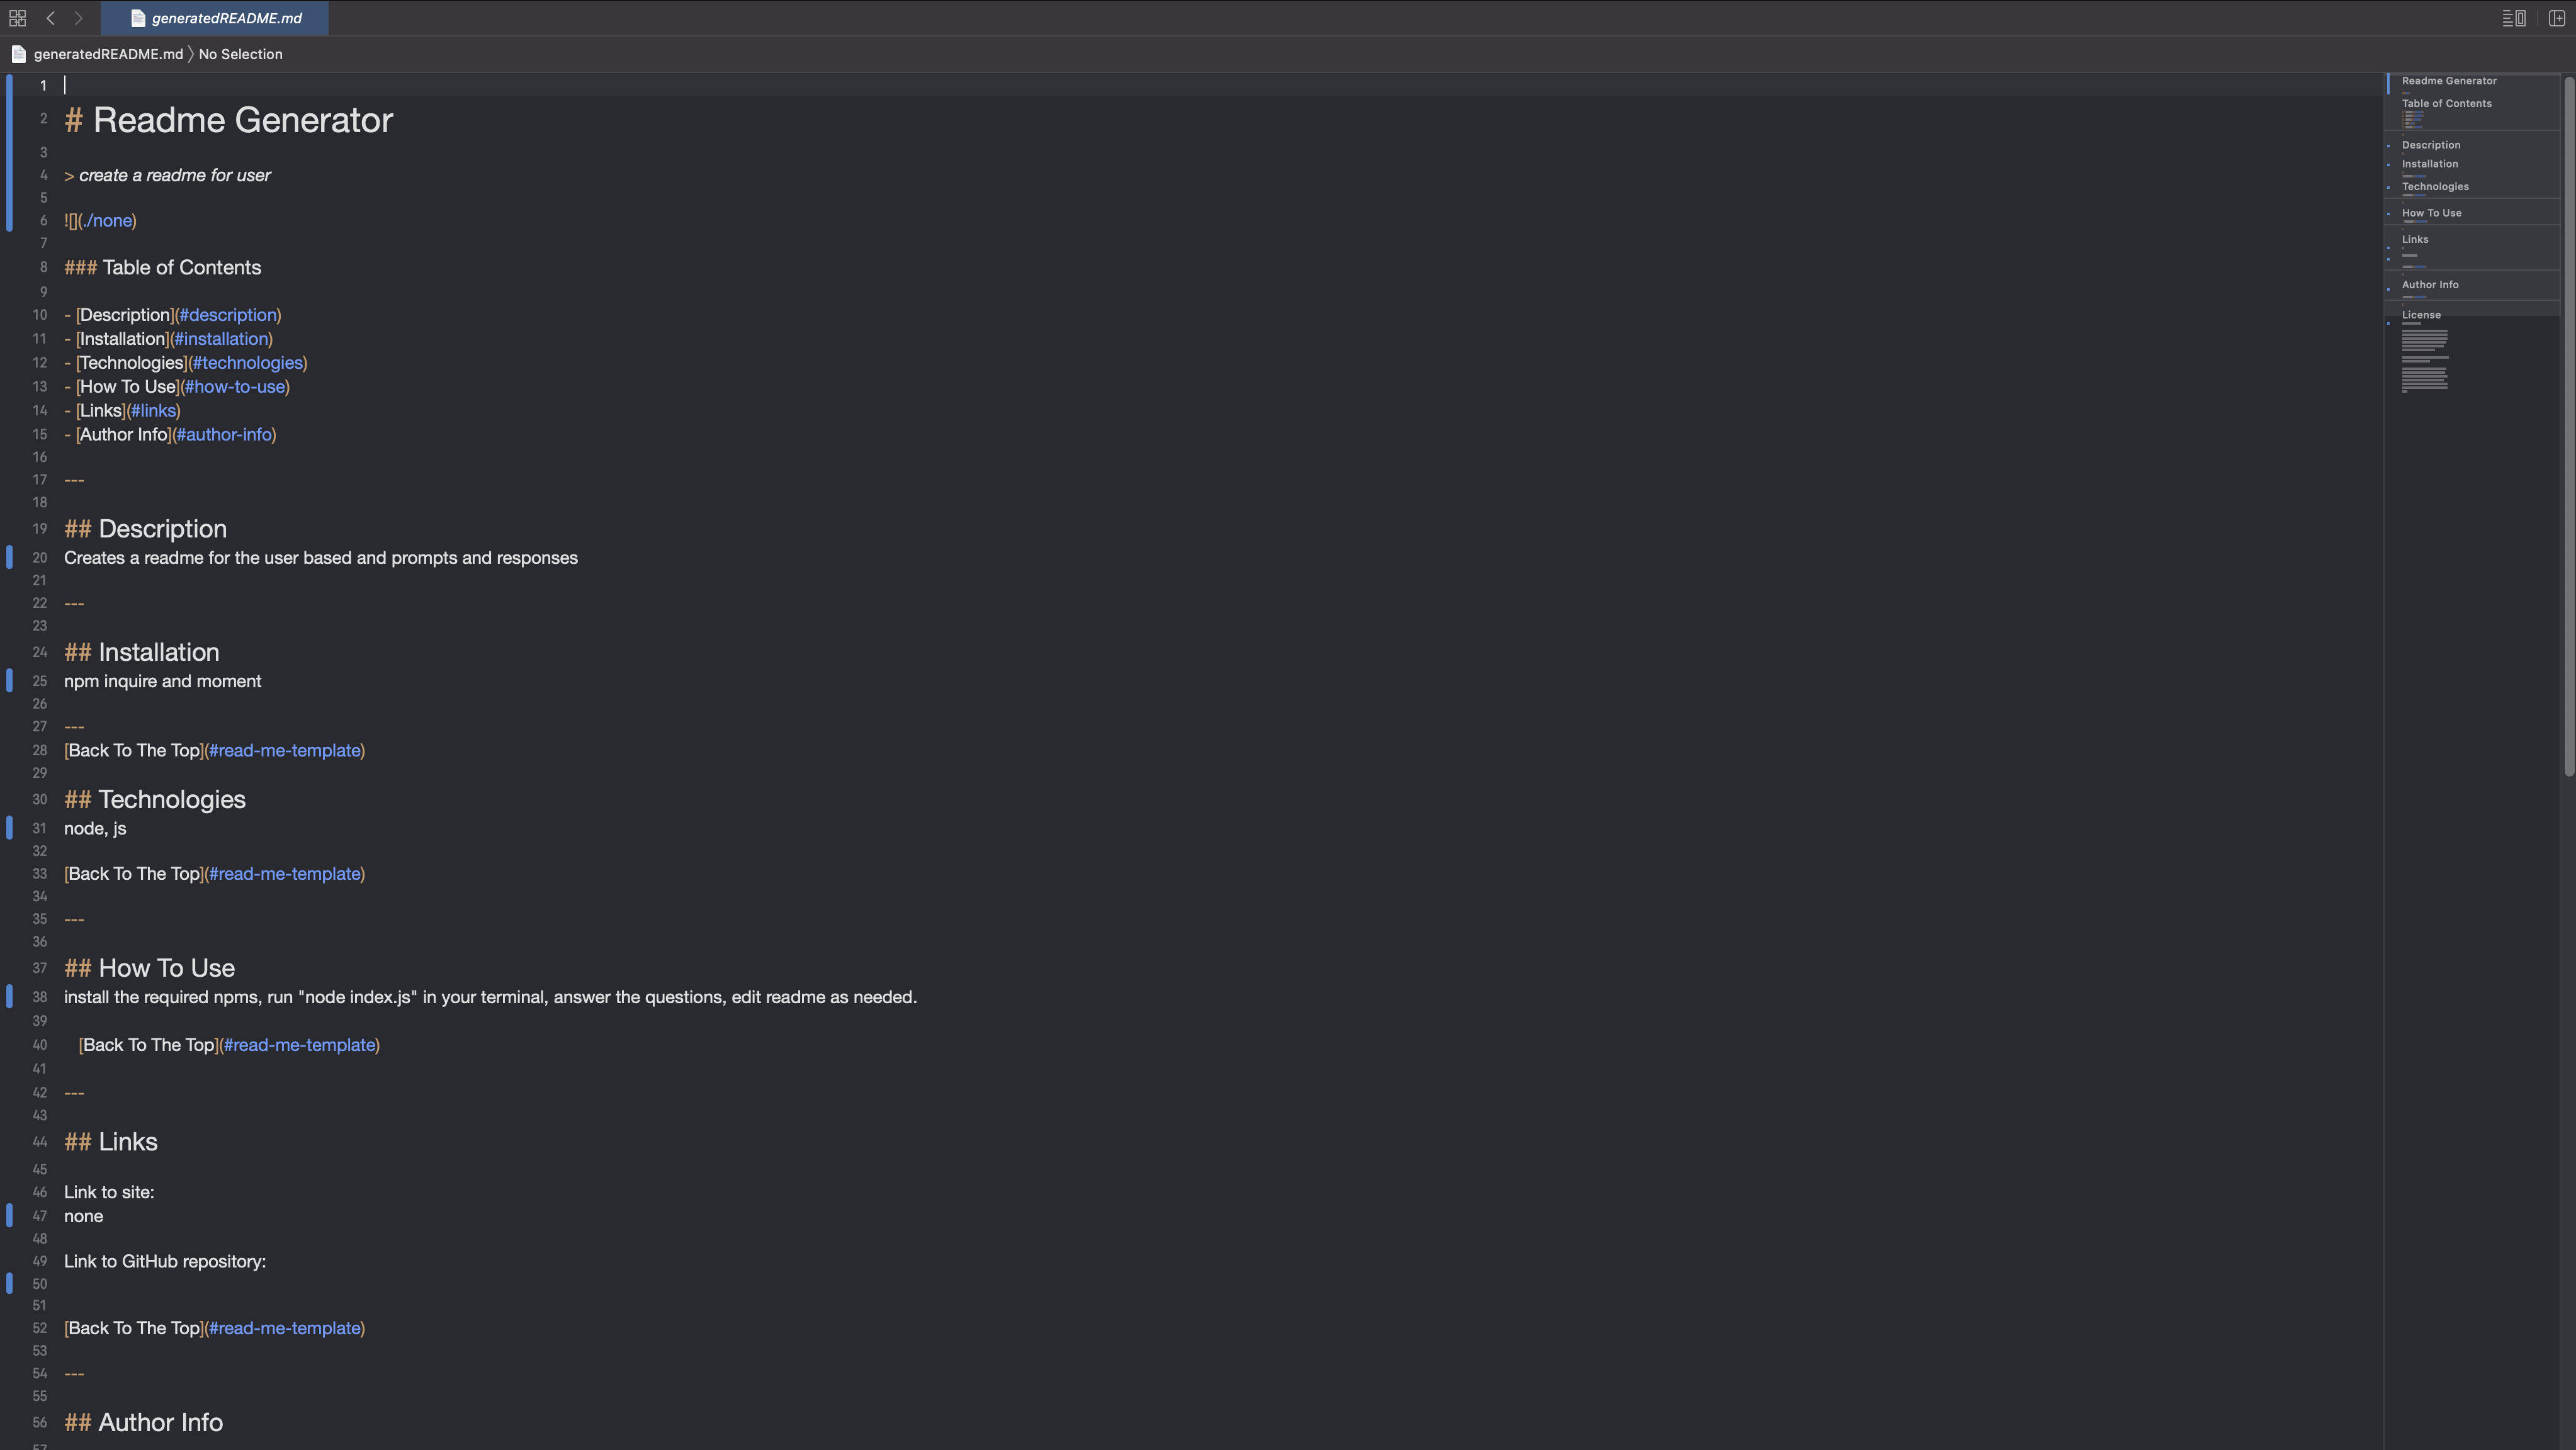 generatedREADME.md
generatedREADME.md 〉 No Selection
1
2 # Readme Generator
3
4 > create a readme for user
5
6 ![](./none)
7
8 ### Table of Contents
9
10 - [Description](#description)
11 - [Installation](#installation)
12 - [Technologies](#technologies)
13 - [How To Use](#how-to-use)
14 - [Links](#links)
15 - [Author Info](#author-info)
16
17 ---
18
19 ## Description
20 Creates a readme for the user based and prompts and responses
21
22 ---
23
24 ## Installation
25 npm inquire and moment
26
27 ---
28 [Back To The Top](#read-me-template)
29
30 ## Technologies
31 node, js
32
33 [Back To The Top](#read-me-template)
34
35 ---
36
37 ## How To Use
38 install the required npms, run "node index.js" in your terminal, answer the questions, edit readme as needed.
39
40 [Back To The Top](#read-me-template)
41
42 ---
43
44 ## Links
45
46 Link to site:
47 none
48
49 Link to GitHub repository:
50
51
52 [Back To The Top](#read-me-template)
53
54 ---
55
56 ## Author Info
57
Readme Generator
Table of Contents
Description
Installation
Technologies
How To Use
Links
Author Info
License